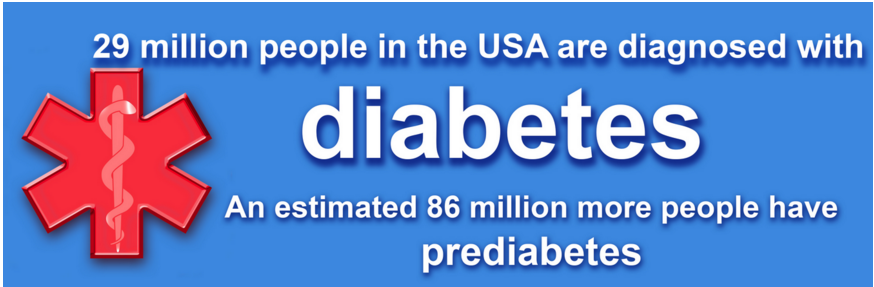 29 million people in the USA are diagnosed with
diabetes
An estimated 86 million more people have
prediabetes